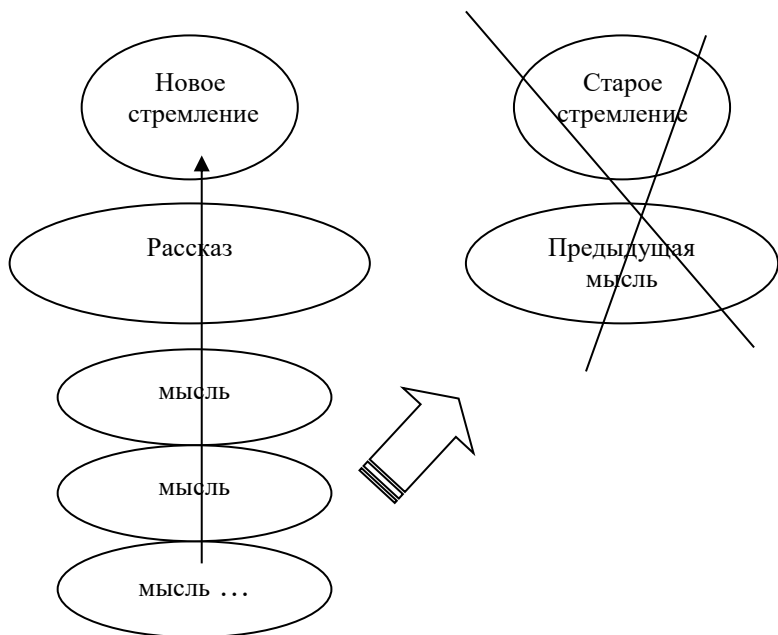 Новое
стремление
Старое
стремление
Рассказ
Предыдущая
мысль
мысль
мысль
мысль ...